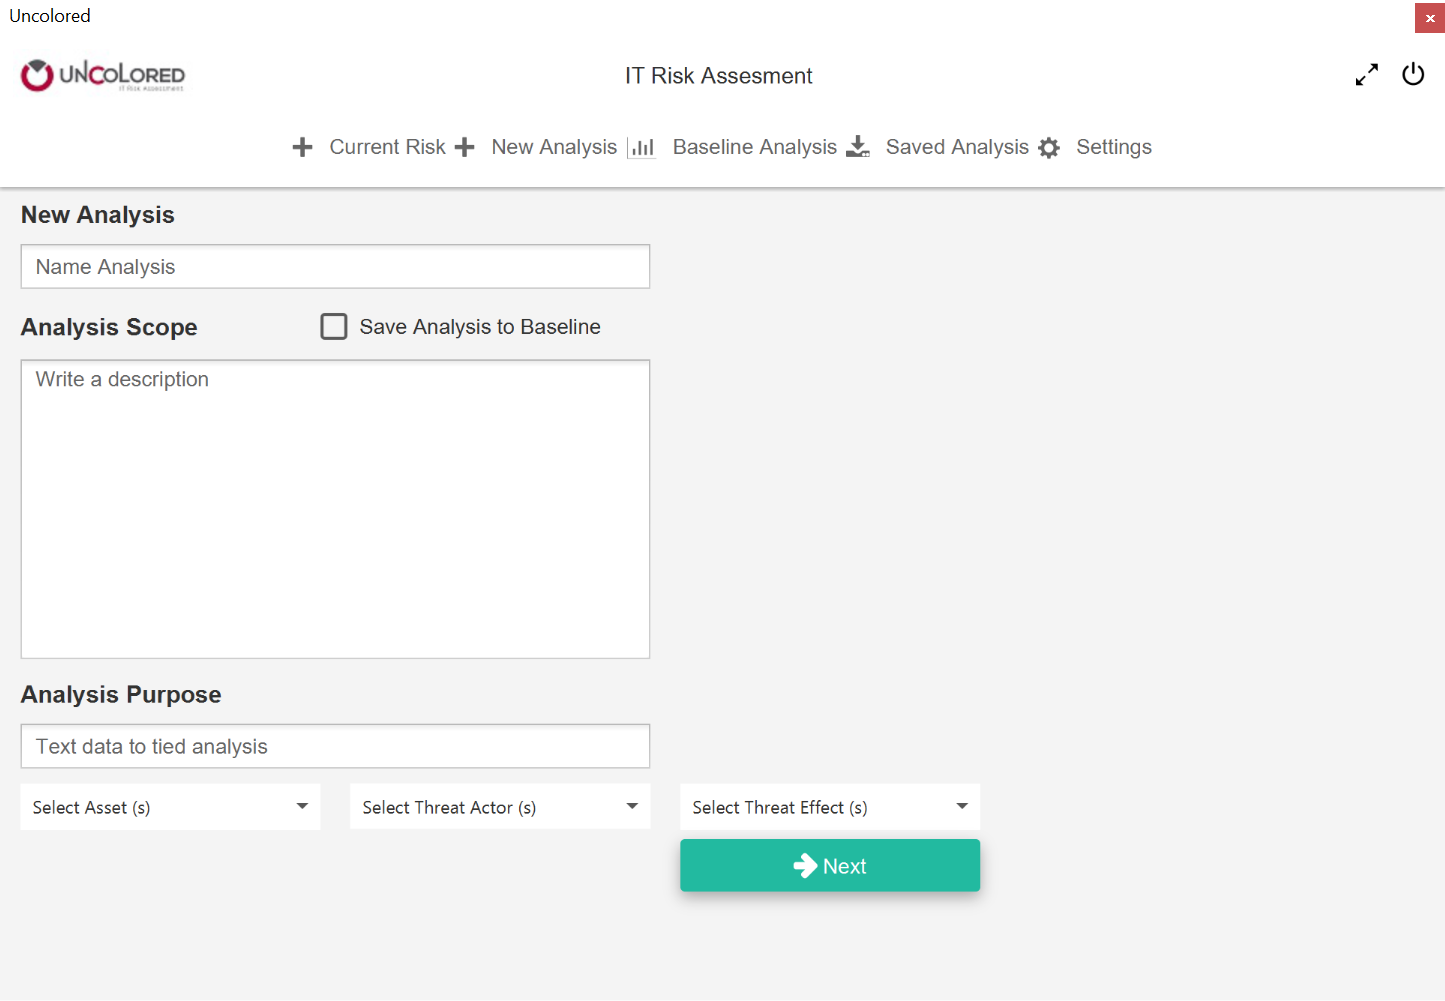 Uncolored
UNCOLORED
IT Risk Assessment
IT Risk Assesment
Current Risk New Analysis Baseline Analysis Saved Analysis Settings
New Analysis
Name Analysis
Analysis Scope Save Analysis to Baseline
Write a description
Analysis Purpose
Text data to tied analysis
Select Asset (s) Select Threat Actor (s) Select Threat Effect (s)
Next